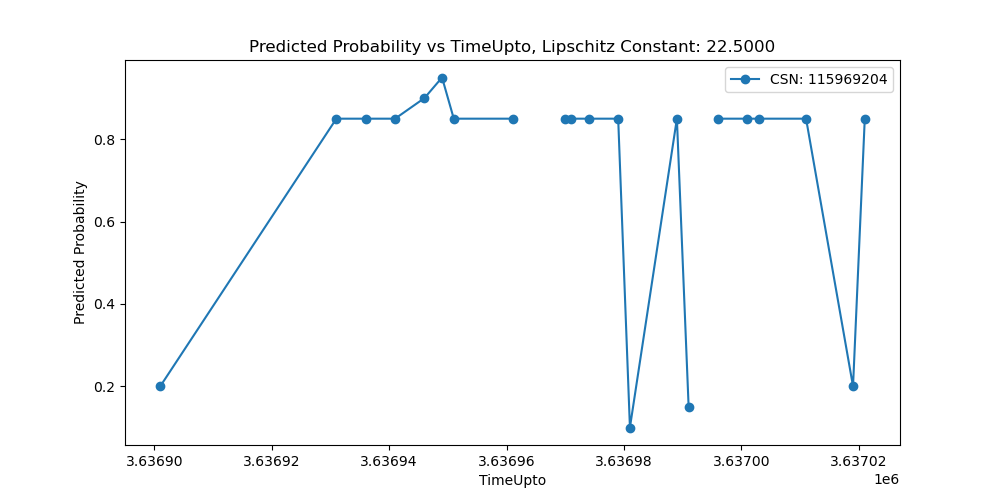 Predicted Probability vs TimeUpto, Lipschitz Constant: 22.5000
CSN: 115969204
Predicted Probability
0.8
0.6
0.4
0.2
3.63690
3.63692
3.63694
3.63696
3.63698
3.63700
3.63702
1e6
TimeUpto